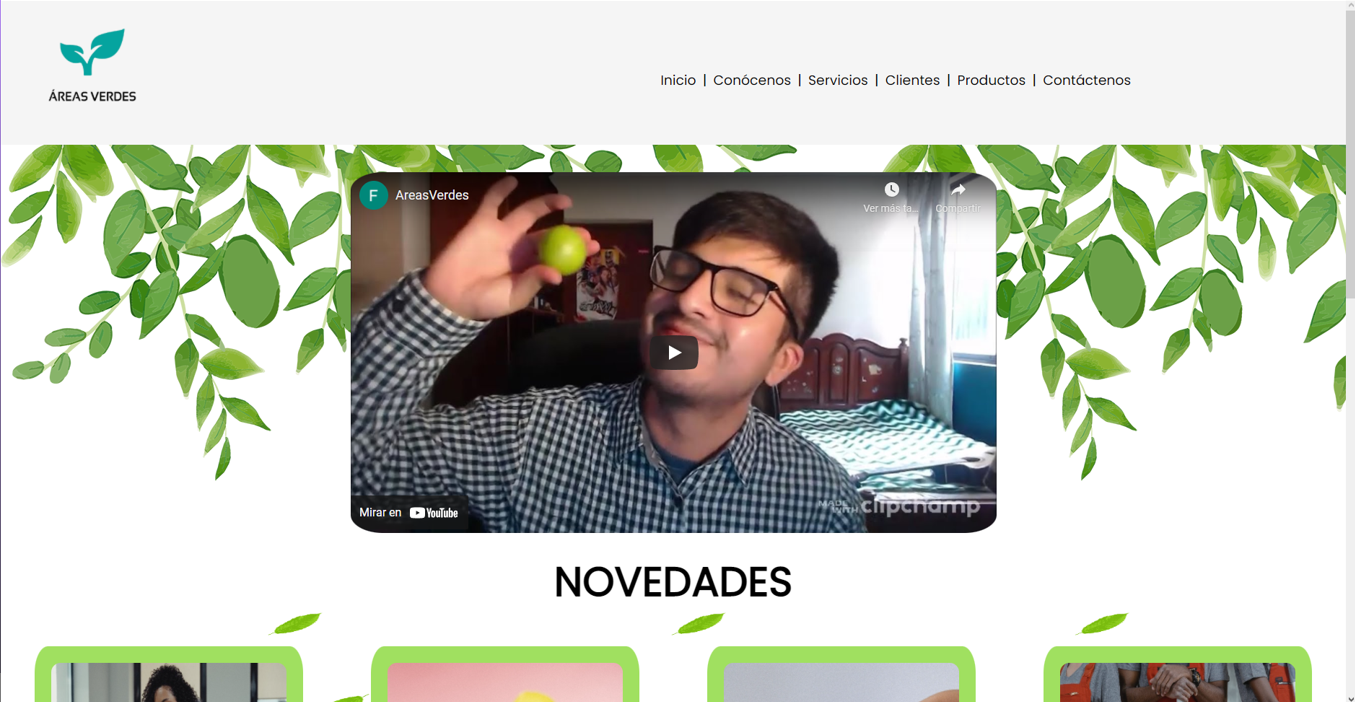 ÁREAS VERDES
Inicio | Conócenos | Servicios | Clientes | Productos | Contáctenos
F AreasVerdes
Ver más ta... Compartir
Mirar en YouTube
MADE WITH clipchamp
NOVEDADES